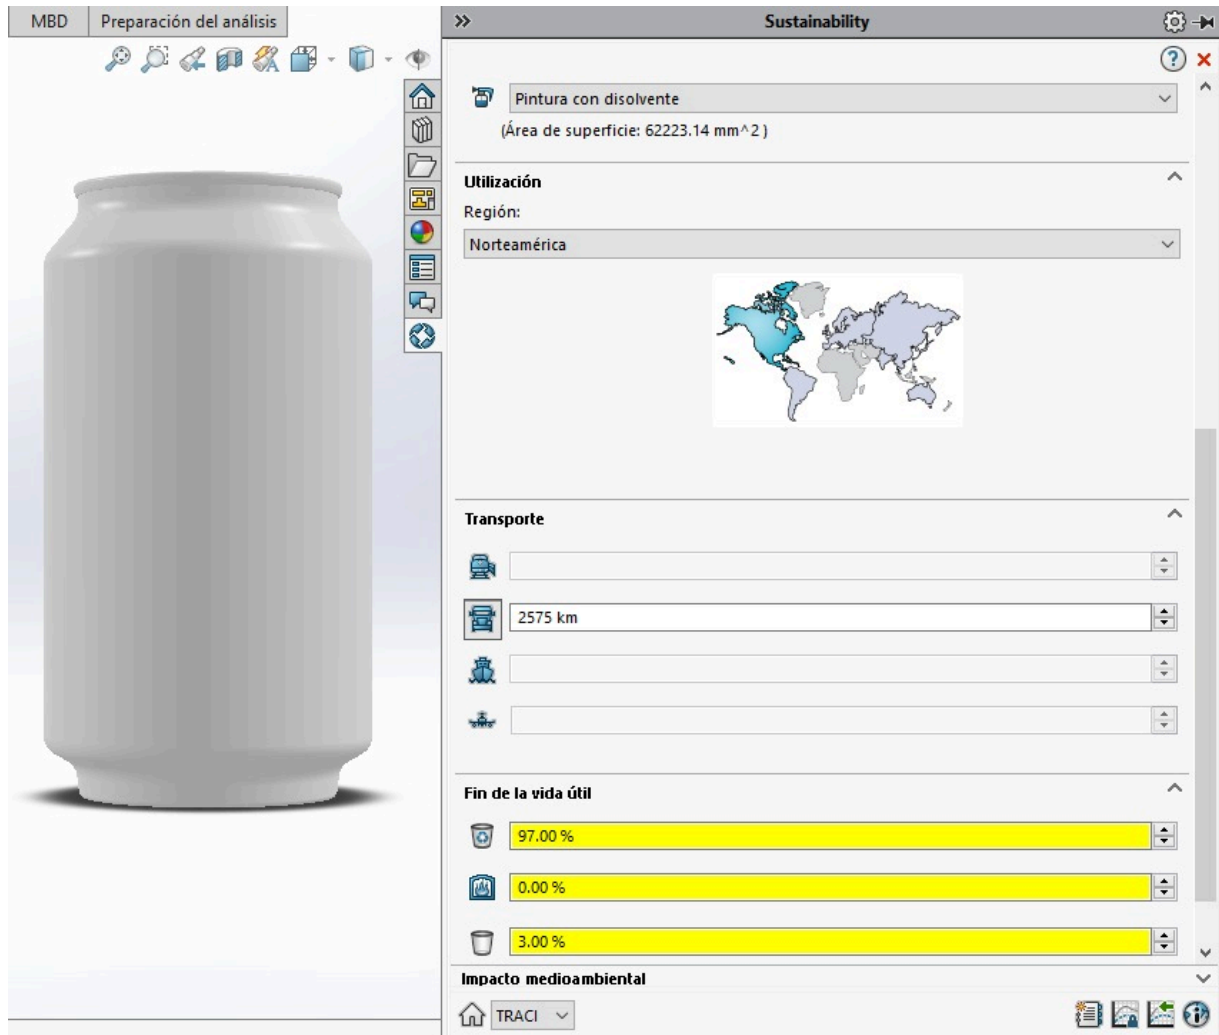 MBD
Preparación del análisis
Sustainability
Pintura con disolvente
(Área de superficie: 62223.14 mm^2 )
Utilización
Región:
Norteamérica
Transporte
2575 km
Fin de la vida útil
97.00 %
0.00 %
3.00 %
Impacto medioambiental
TRACI